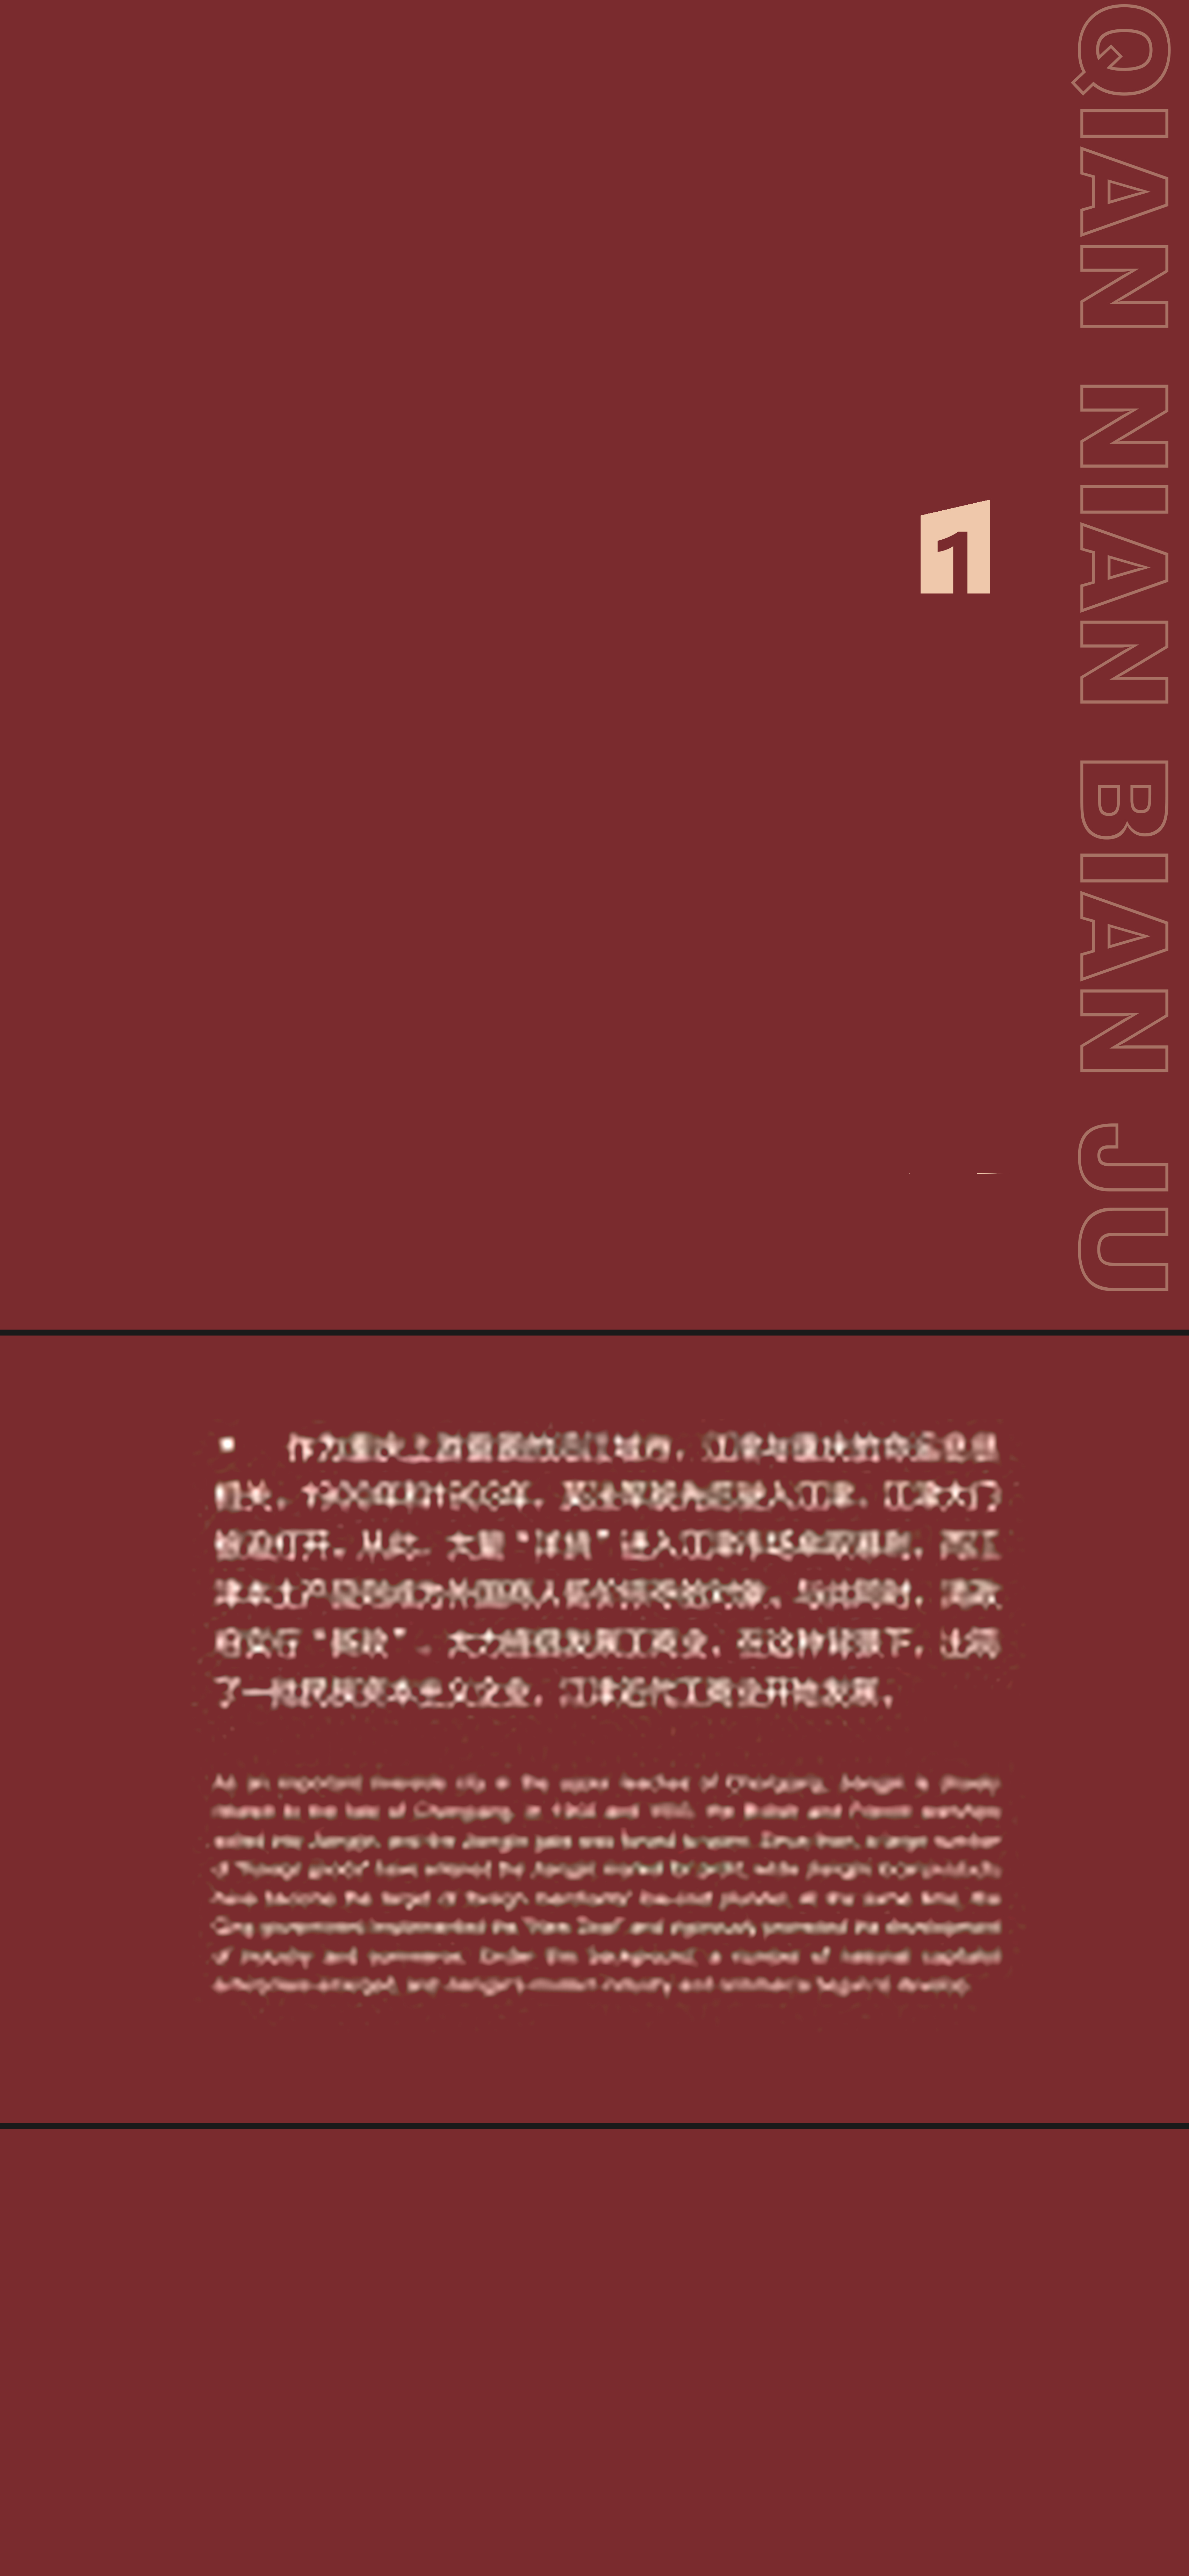 QIAN NIAN BIAN JU
1
作为重庆上游重要的沿江城市，江津与重庆的命运息息
相关。1900年和1903年，英法军舰先后驶入江津，江津大门
被迫打开。从此，大量“洋货”进入江津市场牟取暴利，而江
津本土产品则成为外国商人低价掠夺的对象。与此同时，清政
府实行“新政”，大力提倡发展工商业，在这种背景下，出现
了一批民族资本主义企业，江津近代工商业开始发展。
As an important riverside city in the upper reaches of Chongqing, Jiangjin is closely
related to the fate of Chongqing. and the British and French warships
sailed into Jiangjin, and the Jiangjin gate was forced Since then, a large number
of "foreign goods" have entered the Jiangjin market for profit, while Jiangjin
have become the target of foreign merchants' at the same time, the
Qing government implemented the "New Deal" and vigorously promoted the development
of industry and commerce. Under this background, a number of national capitalist
enterprises emerged, and Jiangjin's modern industry and commerce began to develop.